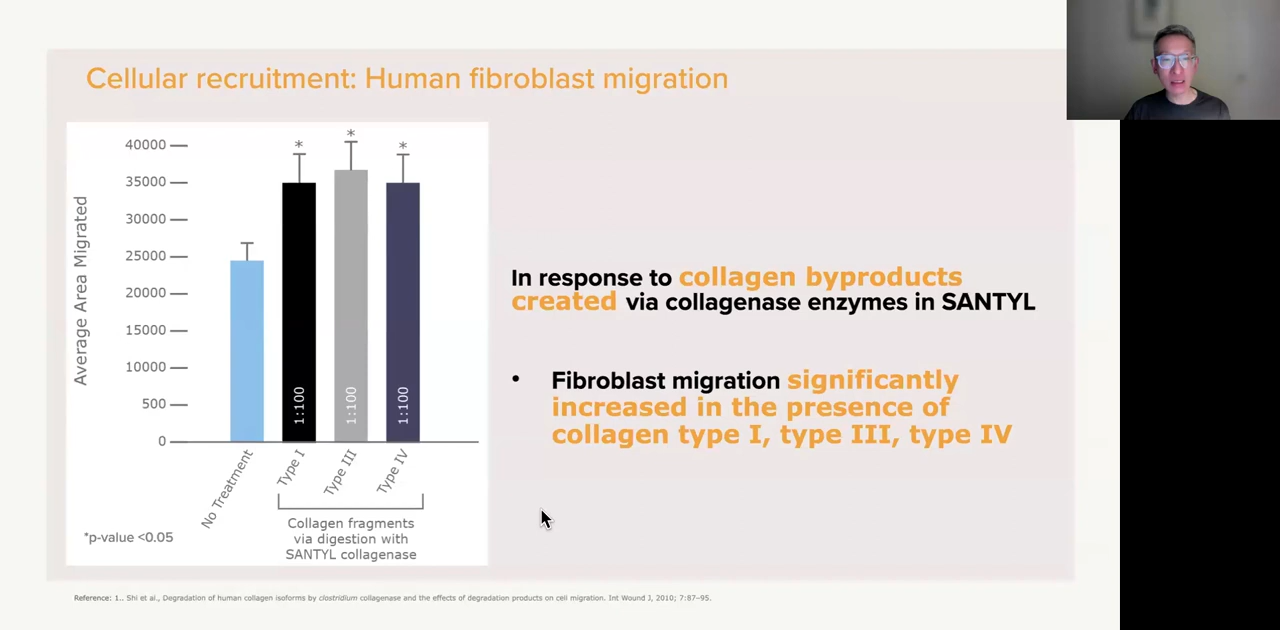 Cellular recruitment: Human fibroblast migration
Average Area Migrated
40000
35000
30000
25000
20000
15000
10000
500
0
*
*
*
1:100
1:100
1:100
No Treatment
Type I
Type III
Type IV
Collagen fragments
via digestion with
SANTYL collagenase
*p-value <0.05
In response to collagen byproducts
created via collagenase enzymes in SANTYL
• Fibroblast migration significantly
increased in the presence of
collagen type I, type III, type IV
Reference: 1.. Shi et al., Degradation of human collagen isoforms by clostridium collagenase and the effects of degradation products on cell migration. Int Wound J, 2010; 7:87–95.